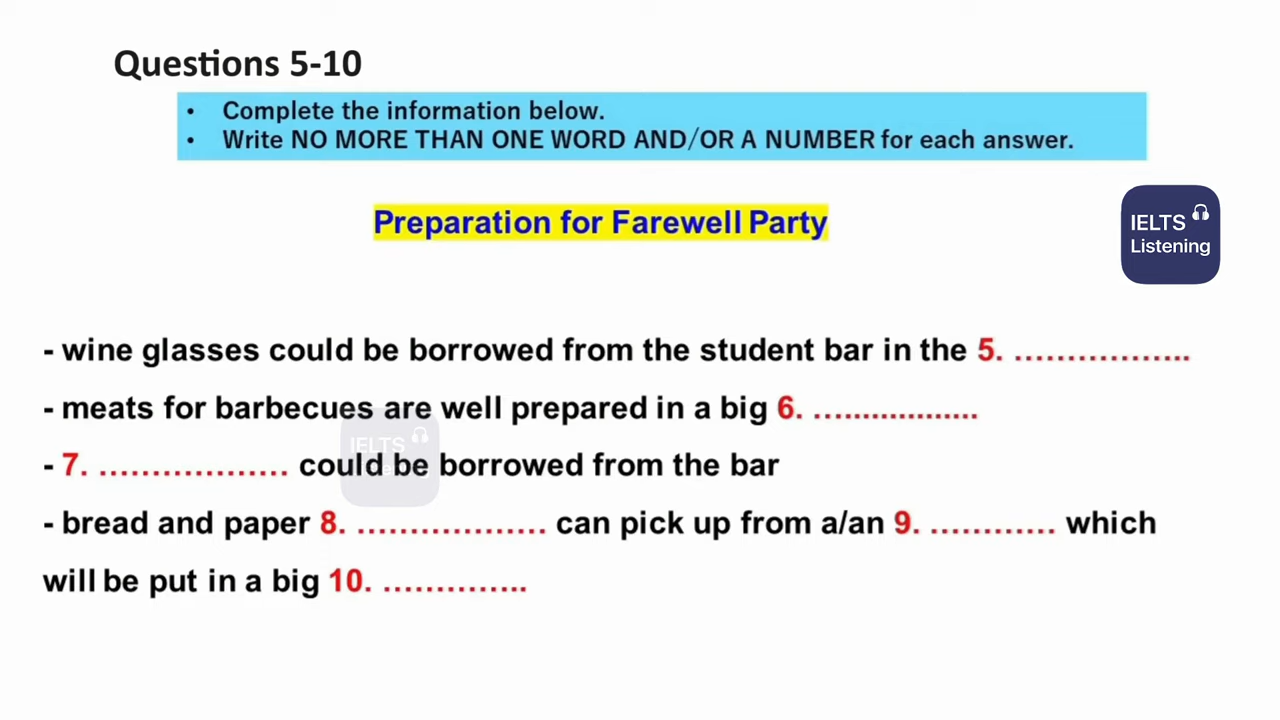 Questions 5-10
• Complete the information below.
• Write NO MORE THAN ONE WORD AND/OR A NUMBER for each answer.
Preparation for Farewell Party
IELTS
Listening
- wine glasses could be borrowed from the student bar in the 5. ………………..
- meats for barbecues are well prepared in a big 6. …...............
IELTS
- 7. ……………… could be borrowed from the bar
- bread and paper 8. ……………… can pick up from a/an 9. ………… which
will be put in a big 10. …………..